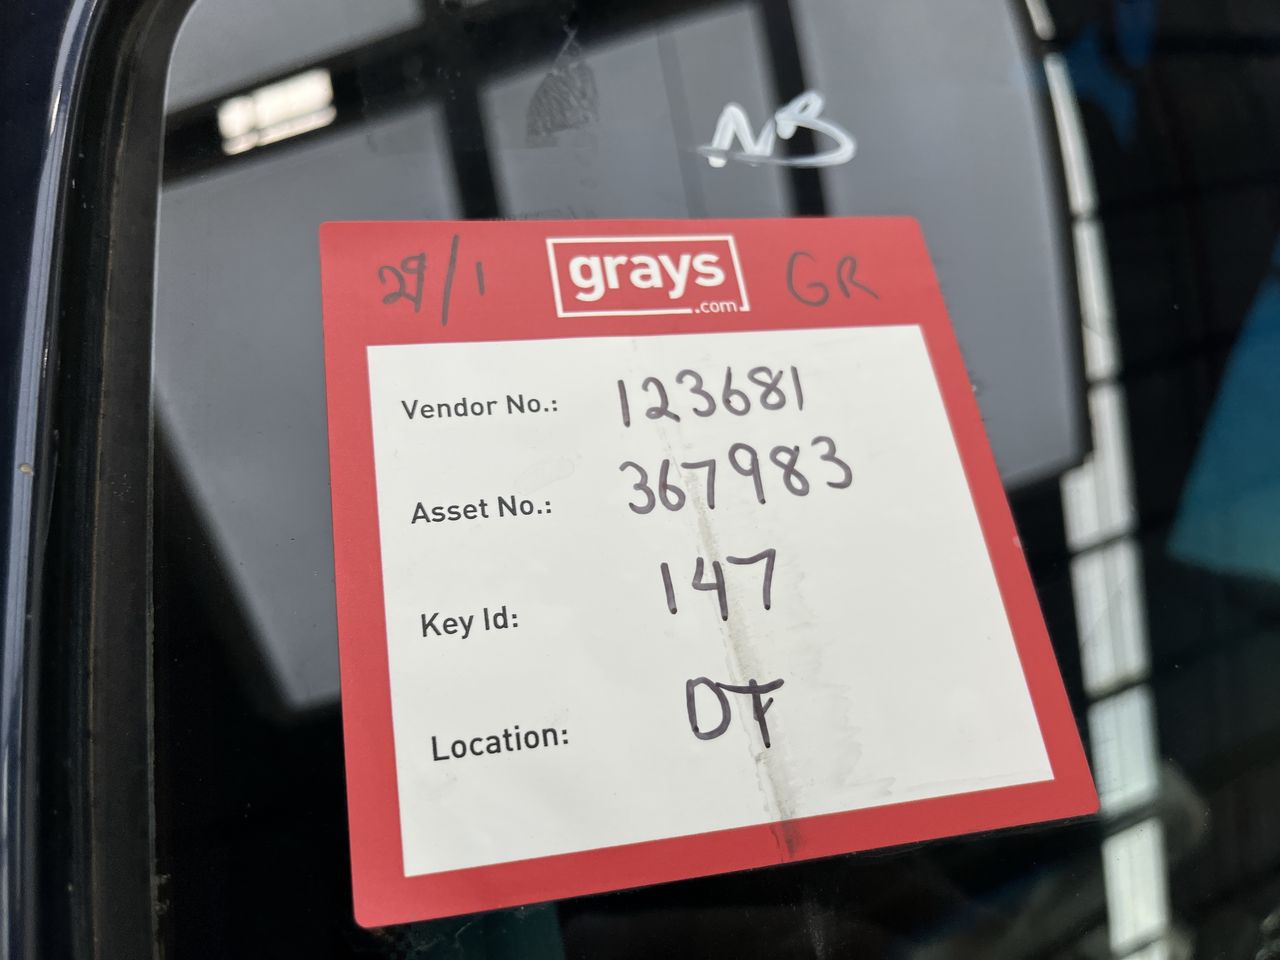 NB
29/1 grays .com GR
Vendor No.: 123681
Asset No.: 367983
Key Id: 147
Location: DT